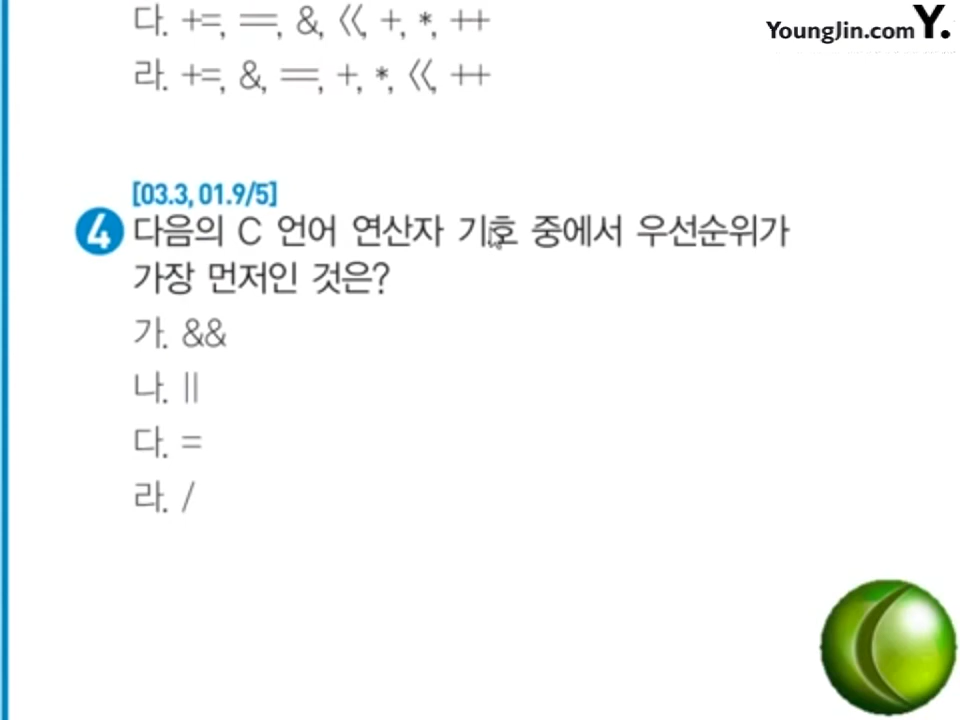 다. +=, ==, &, <<, +, *, ++
YoungJin.com Y.
라. +=, &, ==, +, *, <<, ++
[03.3, 01.9/5]
4 다음의 C 언어 연산자 기호 중에서 우선순위가
가장 먼저인 것은?
가. &&
나. ||
다. =
라. /